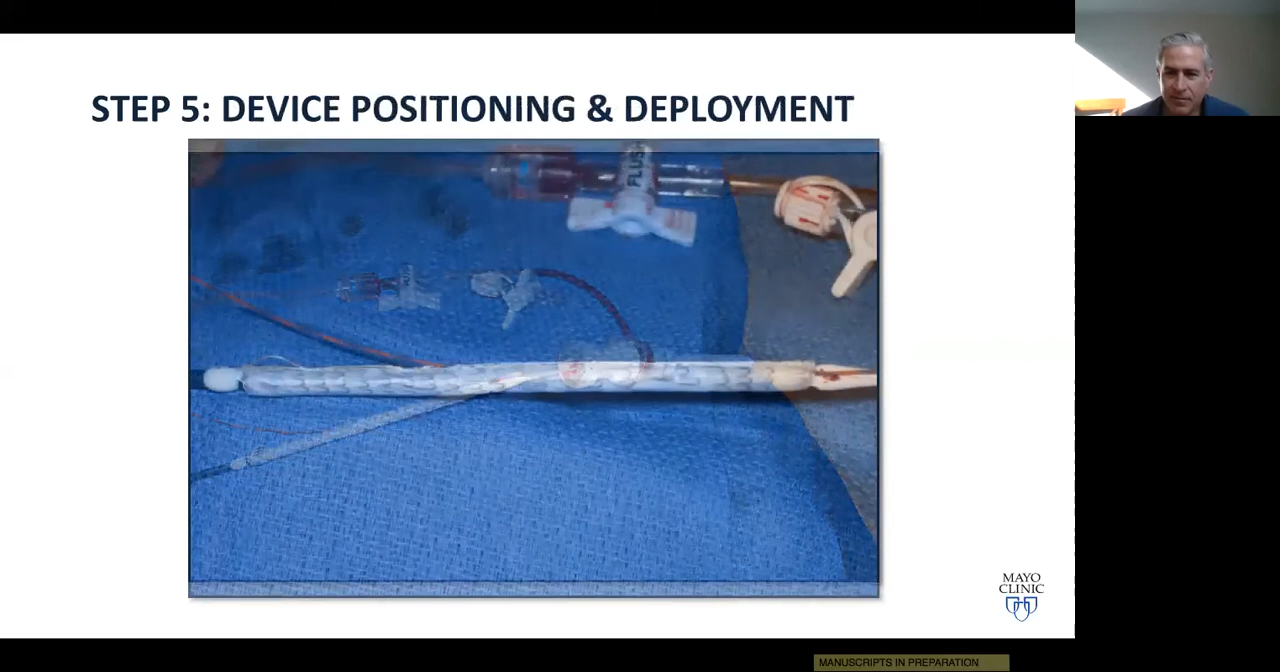 STEP 5: DEVICE POSITIONING & DEPLOYMENT
FLUSH
MAYO
CLINIC
MANUSCRIPTS IN PREPARATION